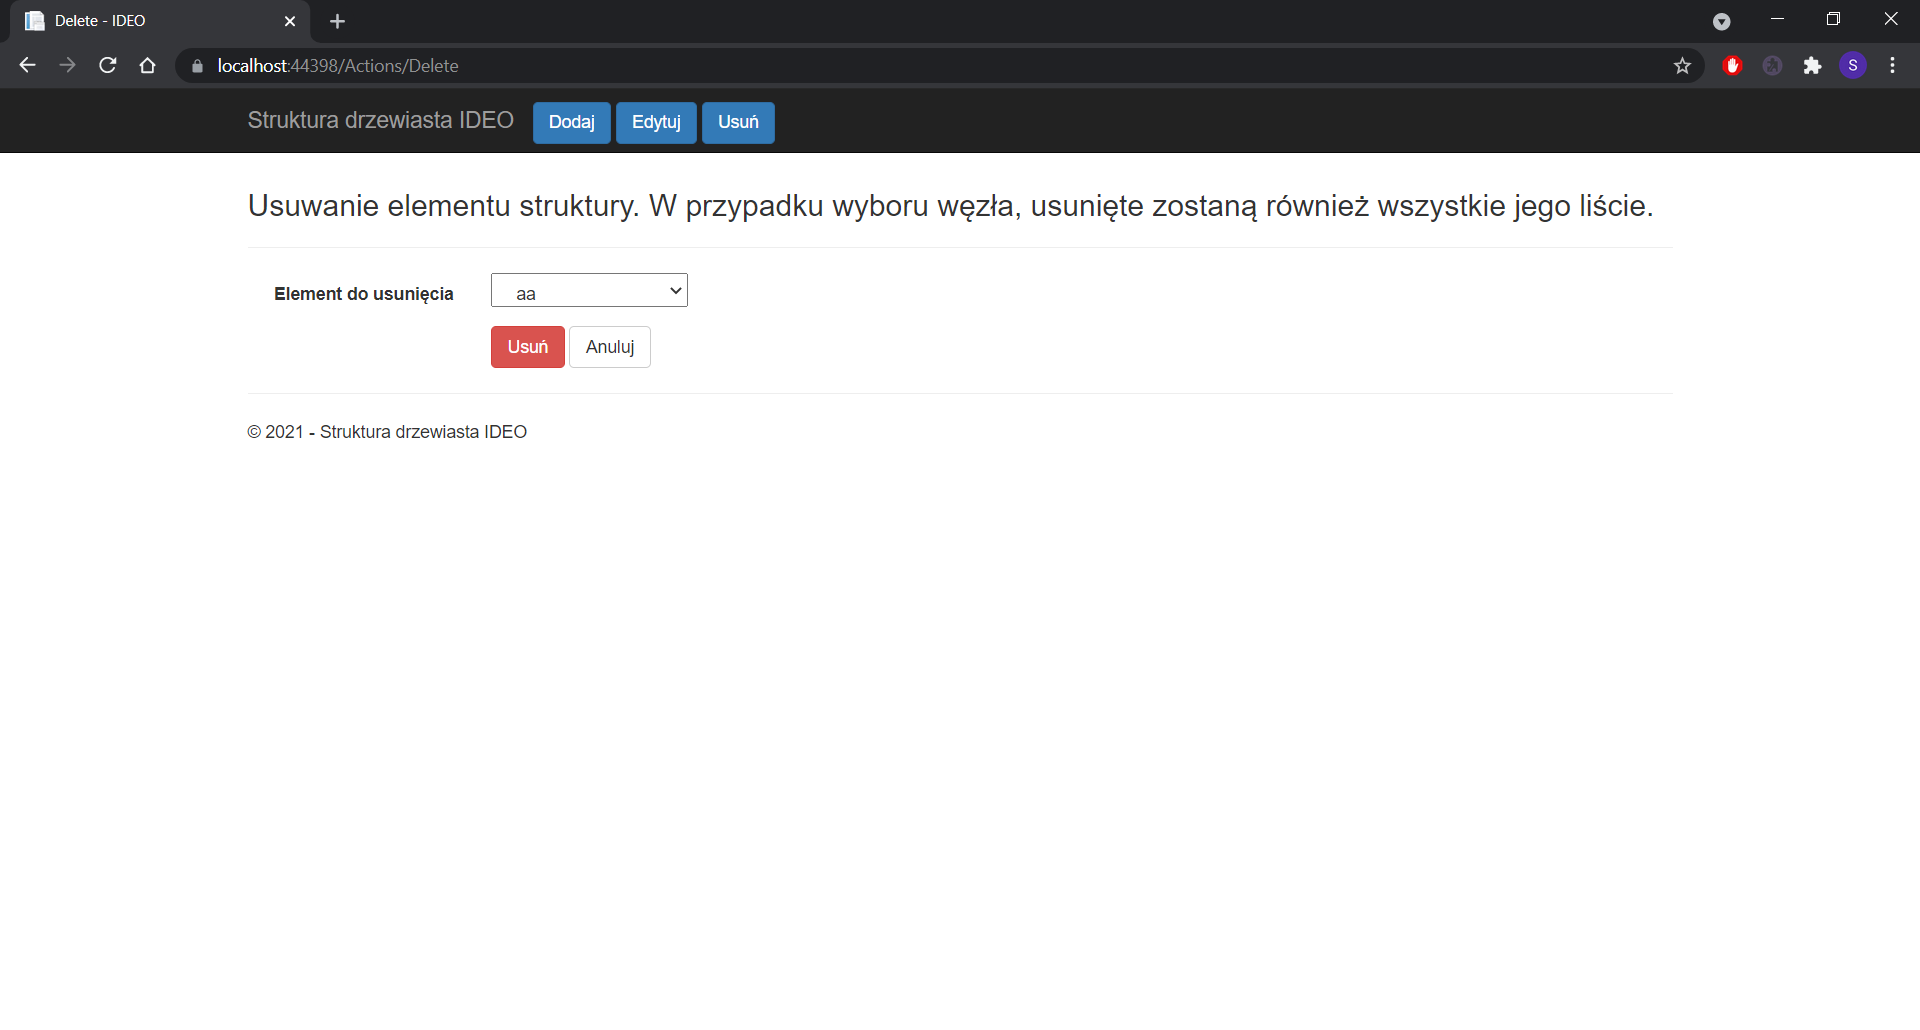 Delete - IDEO
localhost:44398/Actions/Delete
S
Struktura drzewiasta IDEO Dodaj Edytuj Usuń
Usuwanie elementu struktury. W przypadku wyboru węzła, usunięte zostaną również wszystkie jego liście.
Element do usunięcia aa
Usuń Anuluj
© 2021 - Struktura drzewiasta IDEO